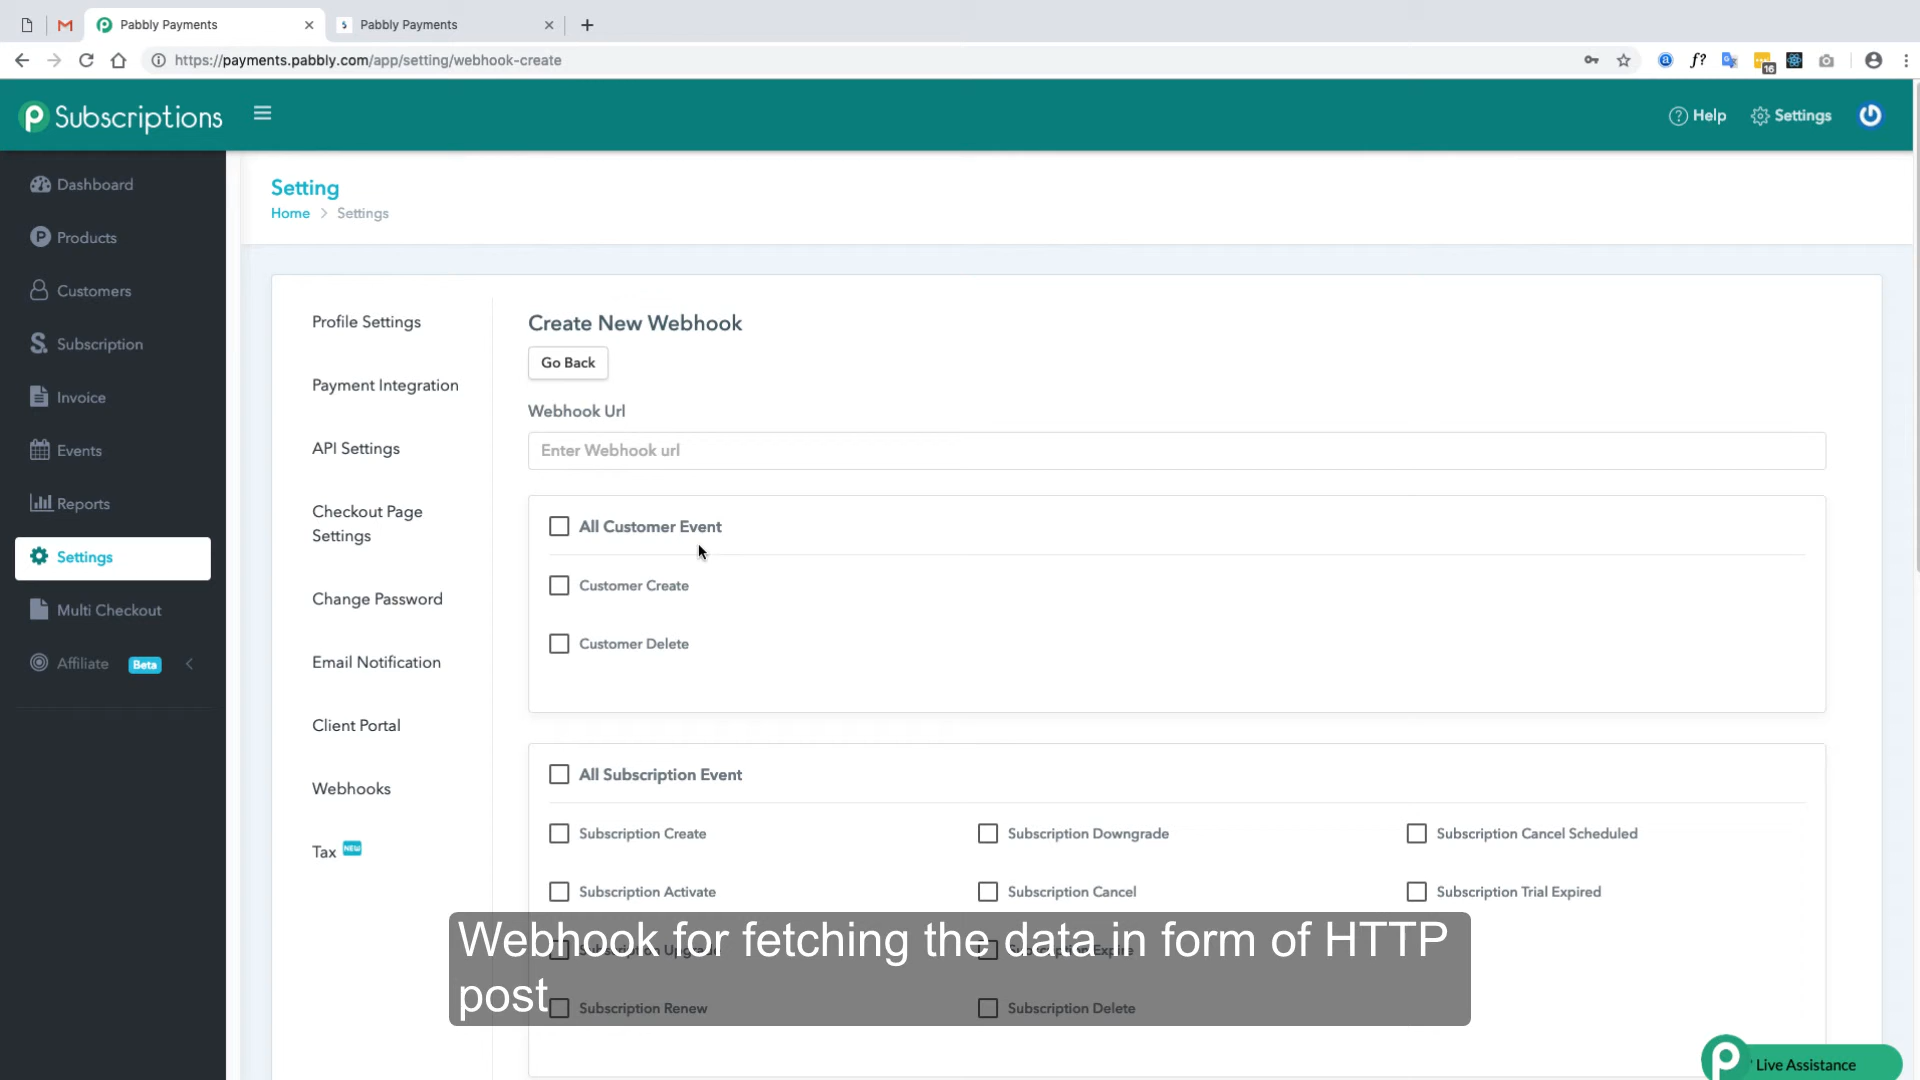 Pabbly Payments
Pabbly Payments
https://payments.pabbly.com/app/setting/webhook-create
f?
16
Subscriptions
Help
Settings
Dashboard
Products
Customers
Subscription
Invoice
Events
Reports
Settings
Multi Checkout
Affiliate Beta
Setting
Home > Settings
Profile Settings
Payment Integration
API Settings
Checkout Page
Settings
Change Password
Email Notification
Client Portal
Webhooks
Tax NEW
Create New Webhook
Go Back
Webhook Url
Enter Webhook url
All Customer Event
Customer Create
Customer Delete
All Subscription Event
Subscription Create
Subscription Downgrade
Subscription Cancel Scheduled
Subscription Activate
Subscription Cancel
Subscription Trial Expired
Subscription Upgrade
Subscription Expire
Subscription Renew
Subscription Delete
Webhook for fetching the data in form of HTTP
post
Live Assistance